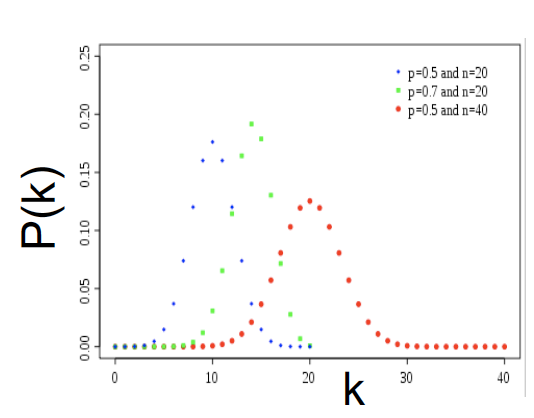 0.25
0.20
0.15
0.10
0.05
0.00
P(k)
p=0.5 and n=20
p=0.7 and n=20
p=0.5 and n=40
0 10 20 30 40
k